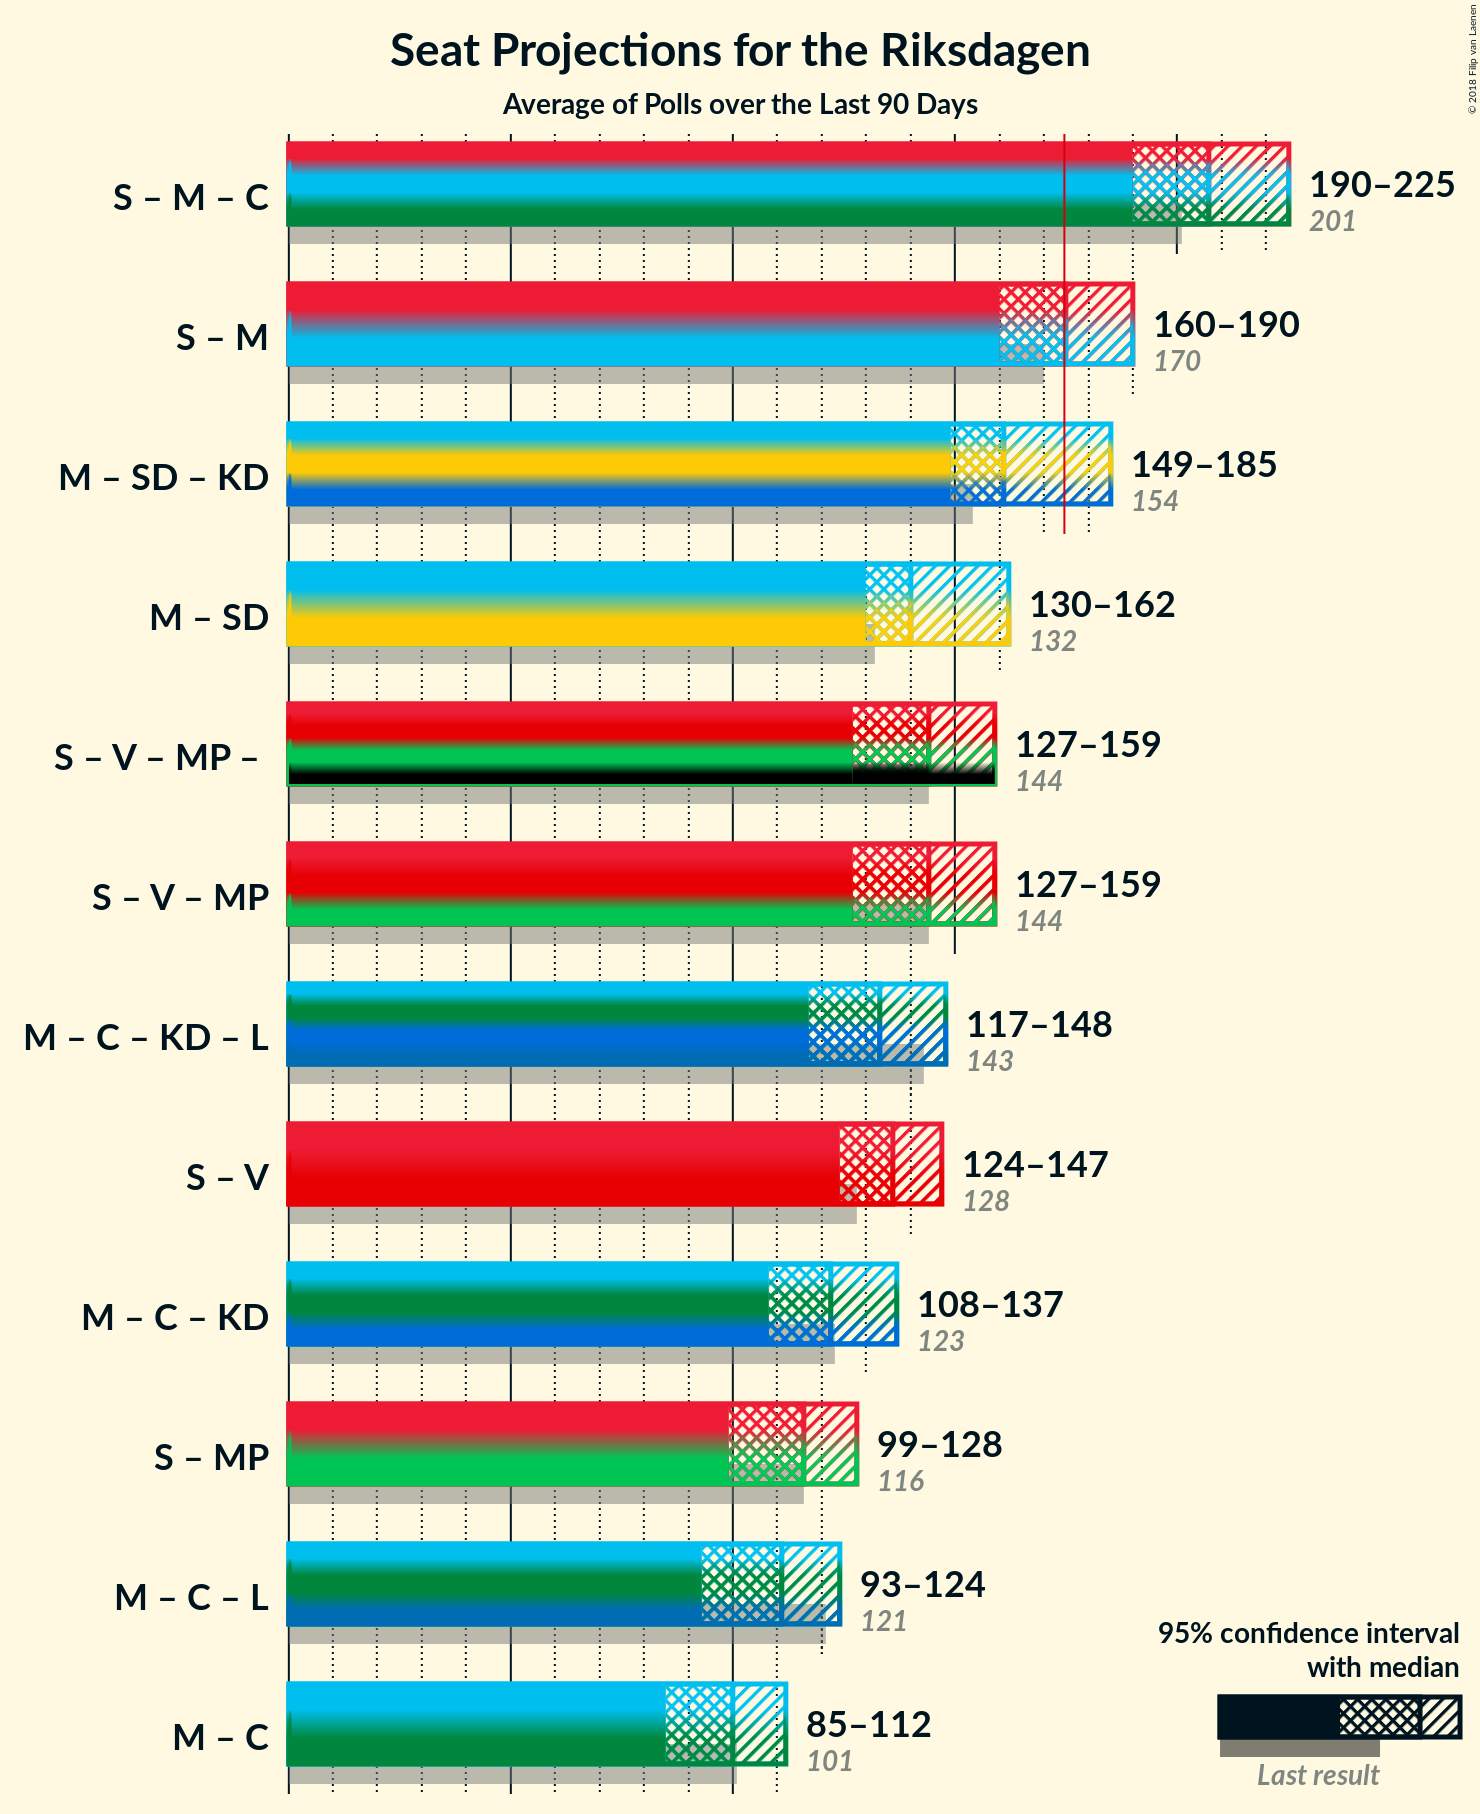 Seat Projections for the Riksdagen
Average of Polls over the Last 90 Days
© 2018 Filip van Laenen
S – M – C
190–225
201
S – M
160–190
170
M – SD – KD
149–185
154
M – SD
130–162
132
S – V – MP –
127–159
144
S – V – MP
127–159
144
M – C – KD – L
117–148
143
S – V
124–147
128
M – C – KD
108–137
123
S – MP
99–128
116
M – C – L
93–124
121
M – C
85–112
101
95% confidence interval
with median
Last result